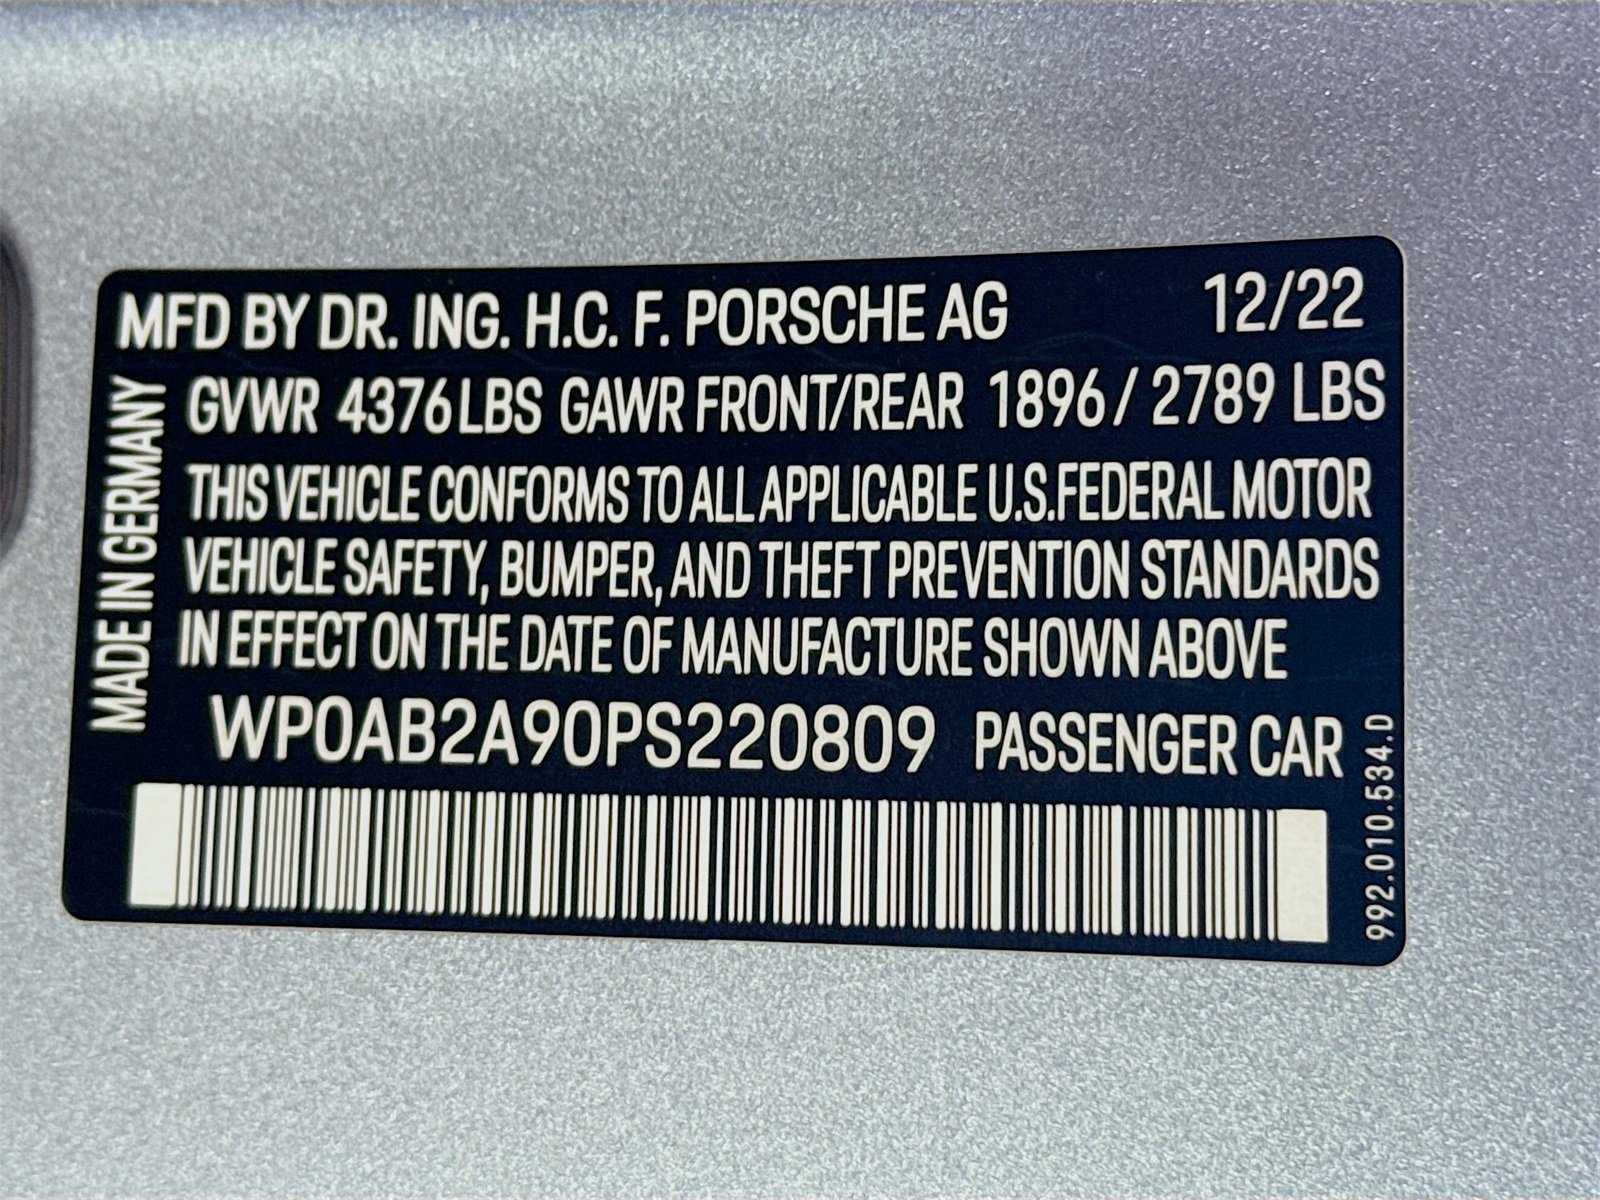 MFD BY DR. ING. H.C. F. PORSCHE AG 12/22
MADE IN GERMANY
GVWR 4376 LBS GAWR FRONT/REAR 1896 / 2789 LBS
THIS VEHICLE CONFORMS TO ALL APPLICABLE U.S.FEDERAL MOTOR
VEHICLE SAFETY, BUMPER, AND THEFT PREVENTION STANDARDS
IN EFFECT ON THE DATE OF MANUFACTURE SHOWN ABOVE
WP0AB2A90PS220809 PASSENGER CAR
992.010.534.D